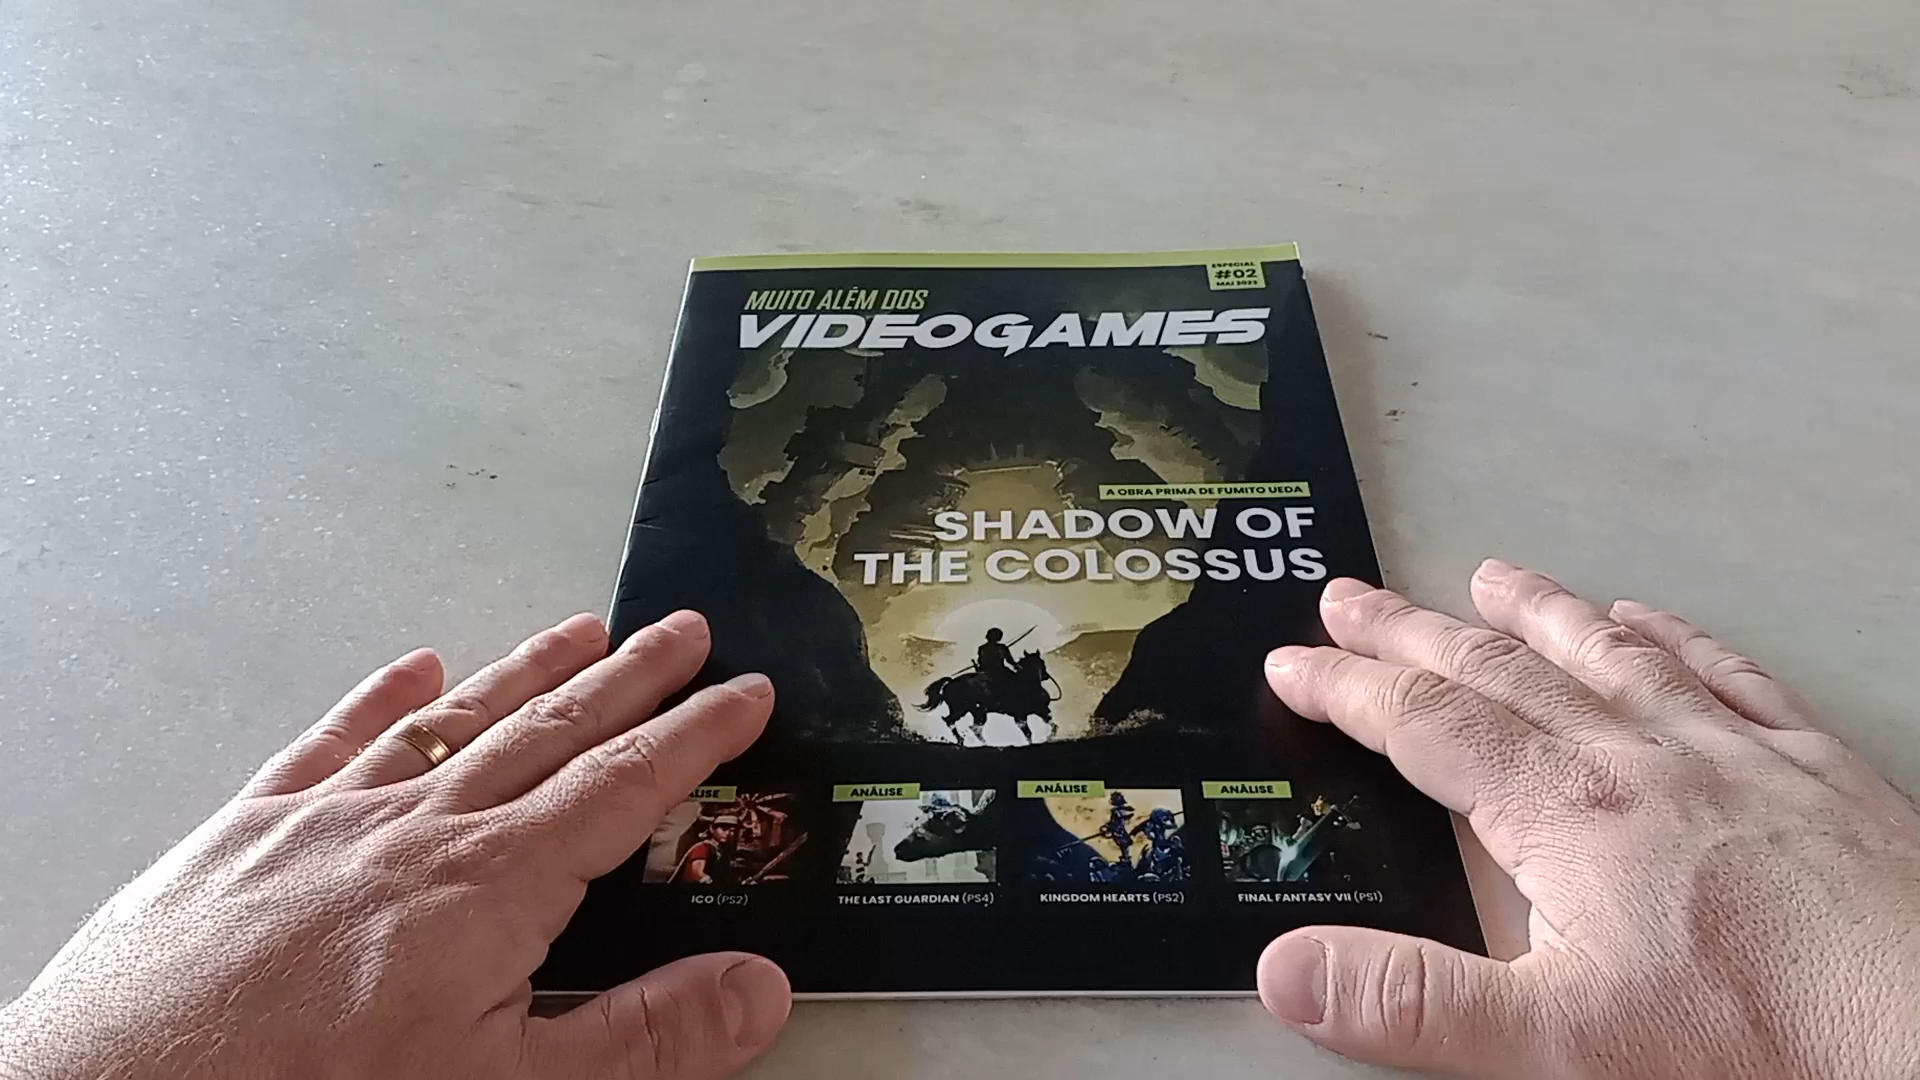 ESPECIAL
#02
MAI 2023
MUITO ALÉM DOS
VIDEOGAMES
A OBRA PRIMA DE FUMITO UEDA
SHADOW OF
THE COLOSSUS
ANÁLISE
ANÁLISE
ANÁLISE
ICO (PS2)
THE LAST GUARDIAN (PS4)
KINGDOM HEARTS (PS2)
FINAL FANTASY VII (PS1)